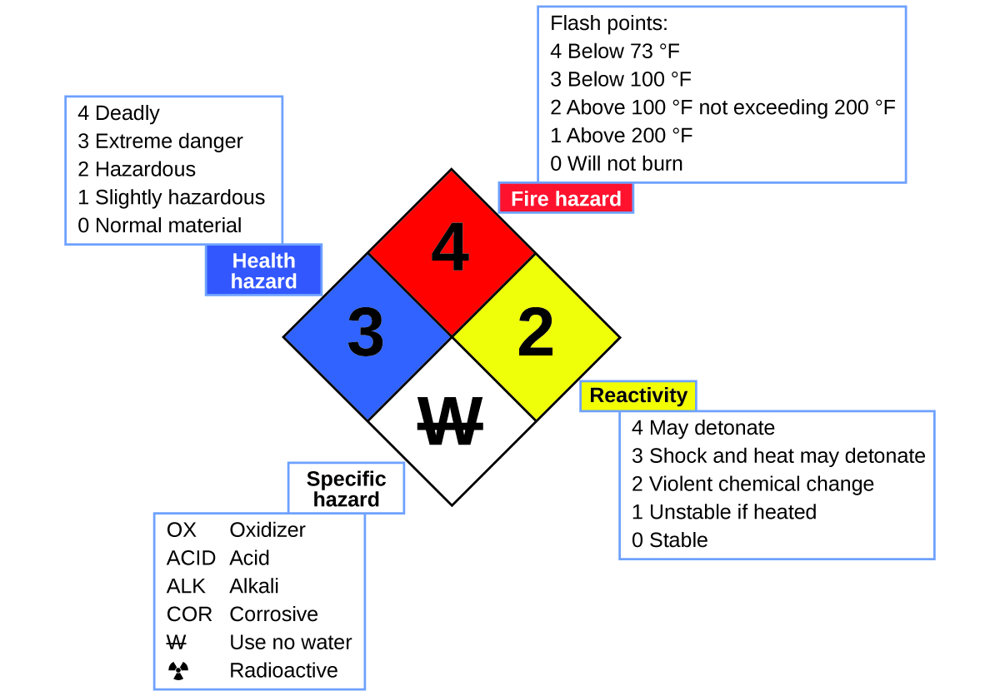 Flash points:
4 Below 73 °F
3 Below 100 °F
2 Above 100 °F not exceeding 200 °F
1 Above 200 °F
0 Will not burn
Fire hazard
4 Deadly
3 Extreme danger
2 Hazardous
1 Slightly hazardous
0 Normal material
Health
hazard
4
3
2
W̶
Reactivity
4 May detonate
3 Shock and heat may detonate
2 Violent chemical change
1 Unstable if heated
0 Stable
Specific
hazard
OX Oxidizer
ACID Acid
ALK Alkali
COR Corrosive
W̶ Use no water
☢ Radioactive